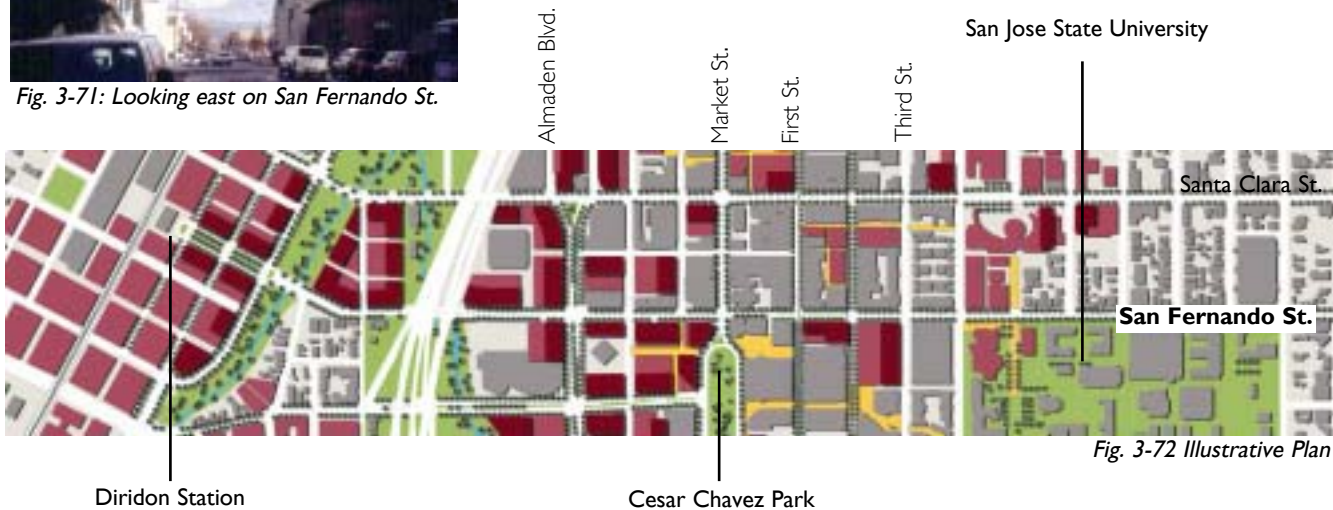 San Jose State University
Almaden Blvd.
Market St.
First St.
Third St.
Fig. 3-71: Looking east on San Fernando St.
Santa Clara St.
San Fernando St.
Fig. 3-72 Illustrative Plan
Diridon Station
Cesar Chavez Park